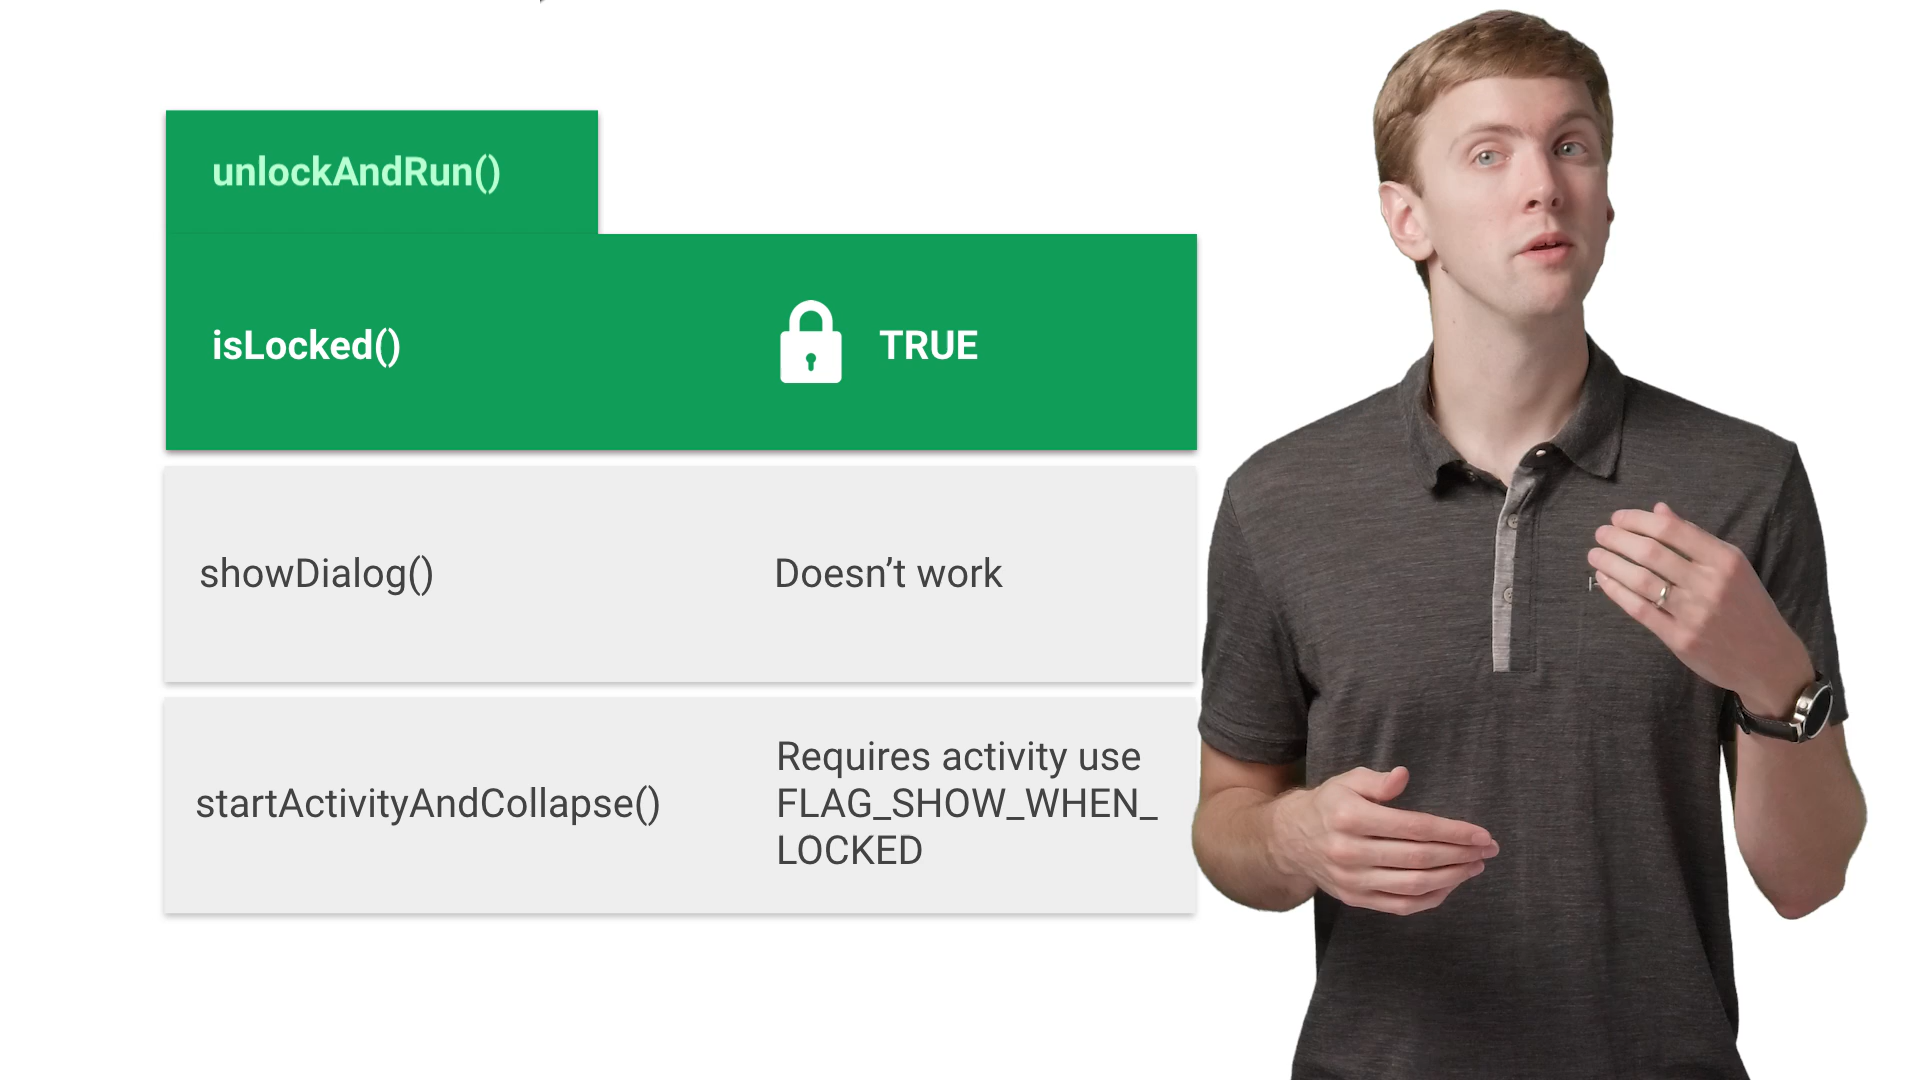 unlockAndRun()
isLocked() TRUE
showDialog() Doesn’t work
startActivityAndCollapse()
Requires activity use
FLAG_SHOW_WHEN_
LOCKED